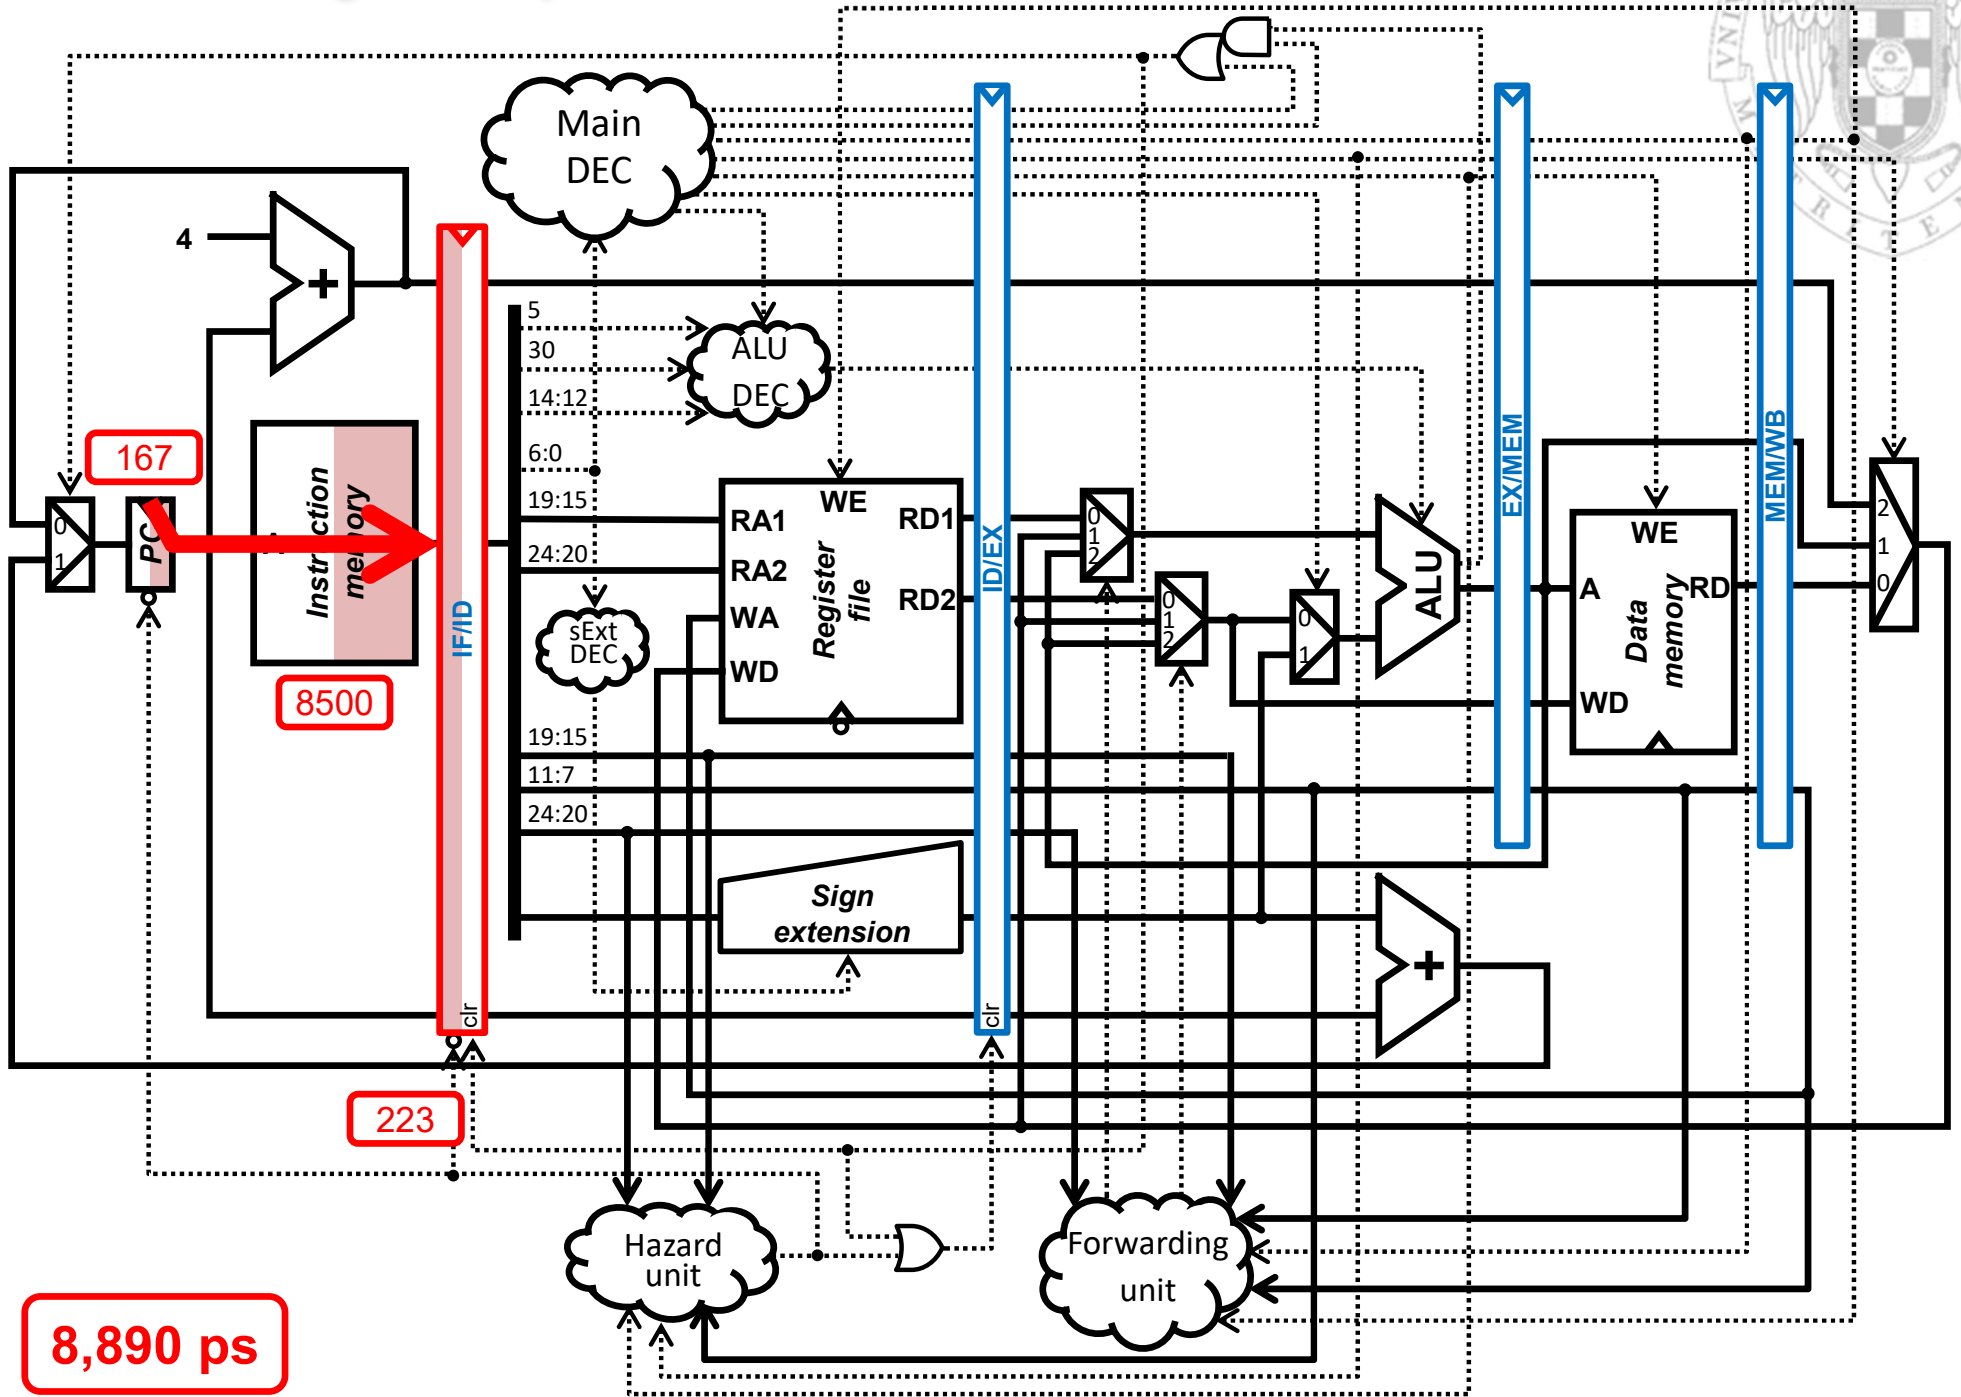 Main
DEC
4
5
30
14:12
6:0
19:15
24:20
ALU
DEC
167
0
1
PC
A
Instruction
memory
8500
IF/ID
clr
223
sExt
DEC
WE
RA1
RA2
WA
WD
RD1
RD2
Register
file
19:15
11:7
24:20
Sign
extension
ID/EX
clr
0
1
2
0
1
2
0
1
ALU
+
+
EX/MEM
WE
A
RD
WD
Data
memory
MEM/WB
2
1
0
Hazard
unit
Forwarding
unit
8,890 ps